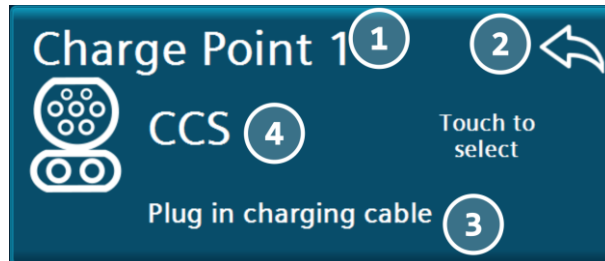 Charge Point 1
1
2
CCS
4
Touch to
select
Plug in charging cable
3